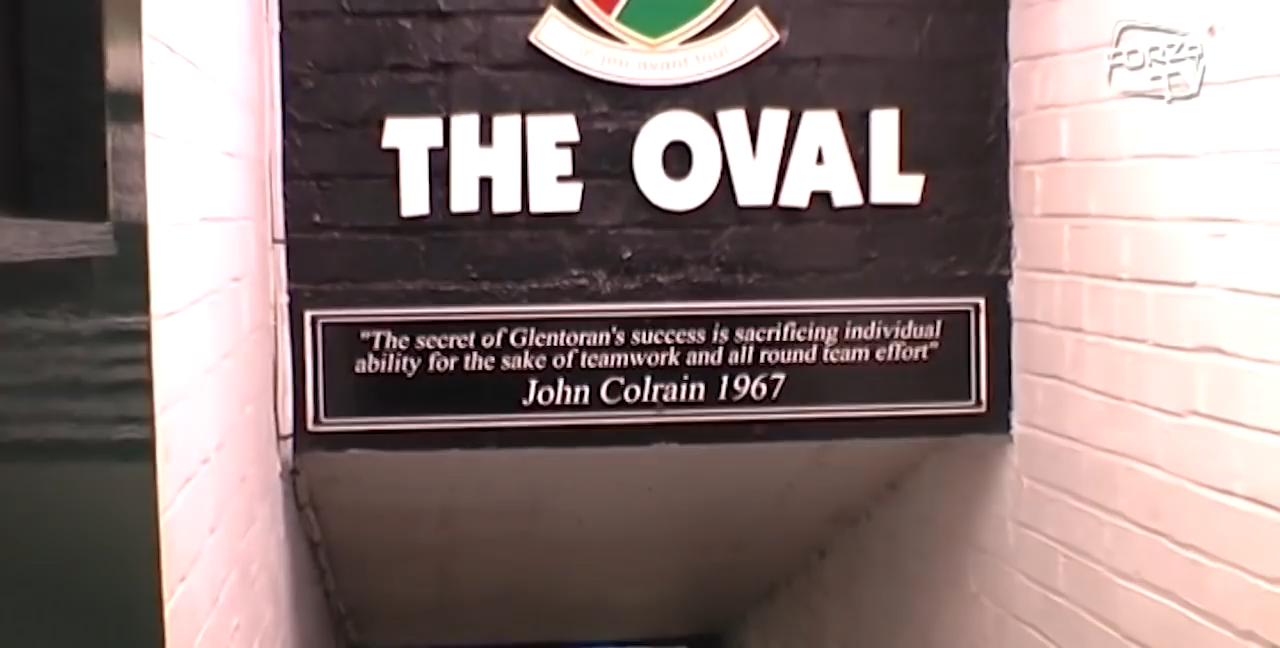 FORZA
TV
THE OVAL
"The secret of Glentoran's success is sacrificing individual
ability for the sake of teamwork and all round team effort"
John Colrain 1967